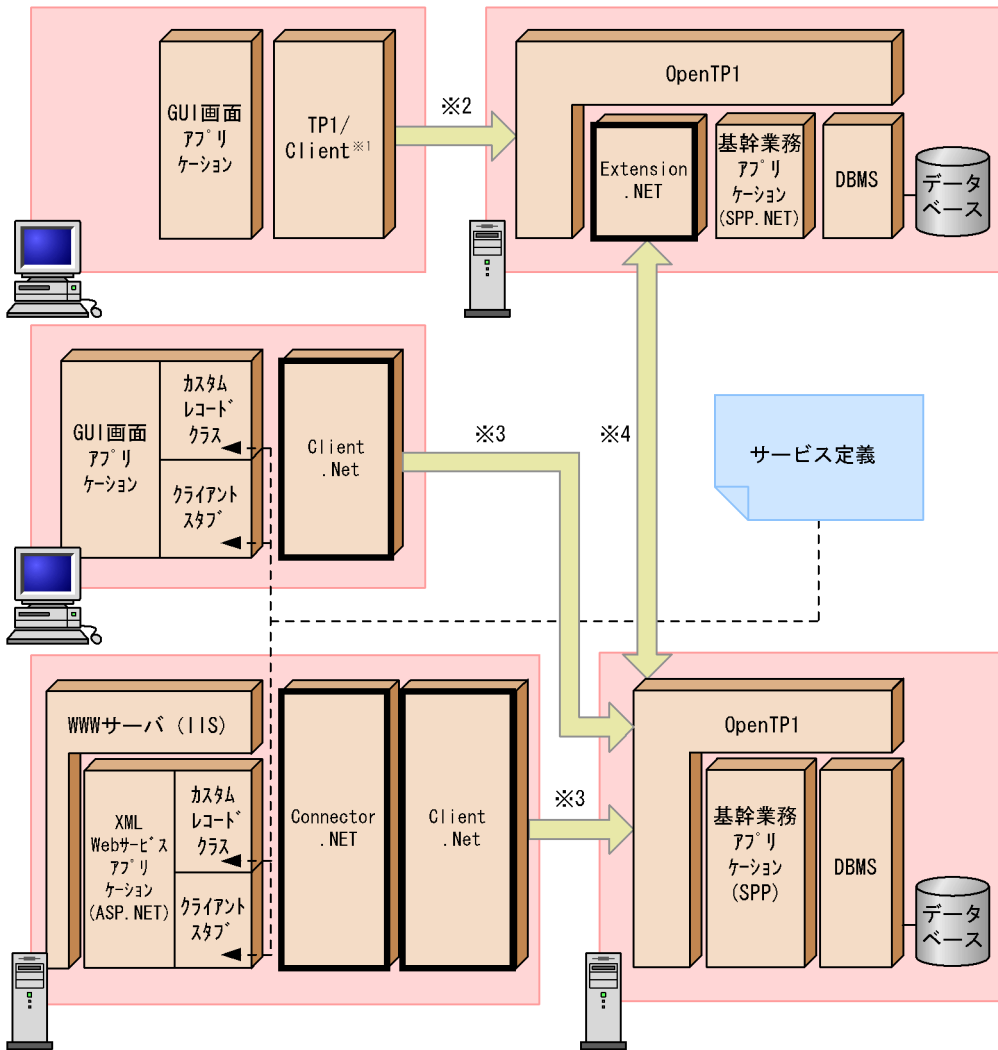 GUI画面
アプリ
ケーション
TP1/
Client※1
※2
OpenTP1
Extension
.NET
基幹業務
アプリ
ケーション
(SPP.NET)
DBMS
データ
ベース
GUI画面
アプリ
ケーション
カスタム
レコード
クラス
クライアント
スタブ
Client
.Net
※3
※4
サービス定義
WWWサーバ(IIS)
XML
Webサービス
アプリ
ケーション
(ASP.NET)
カスタム
レコード
クラス
クライアント
スタブ
Connector
.NET
Client
.Net
※3
OpenTP1
基幹業務
アプリ
ケーション
(SPP)
DBMS
データ
ベース